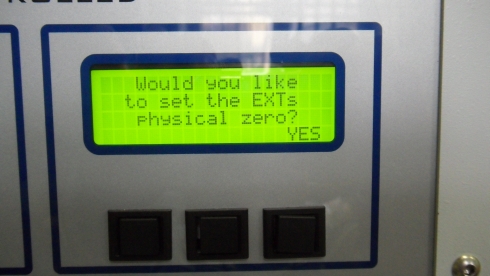 Would you like
to set the EXTs
physical zero?
YES